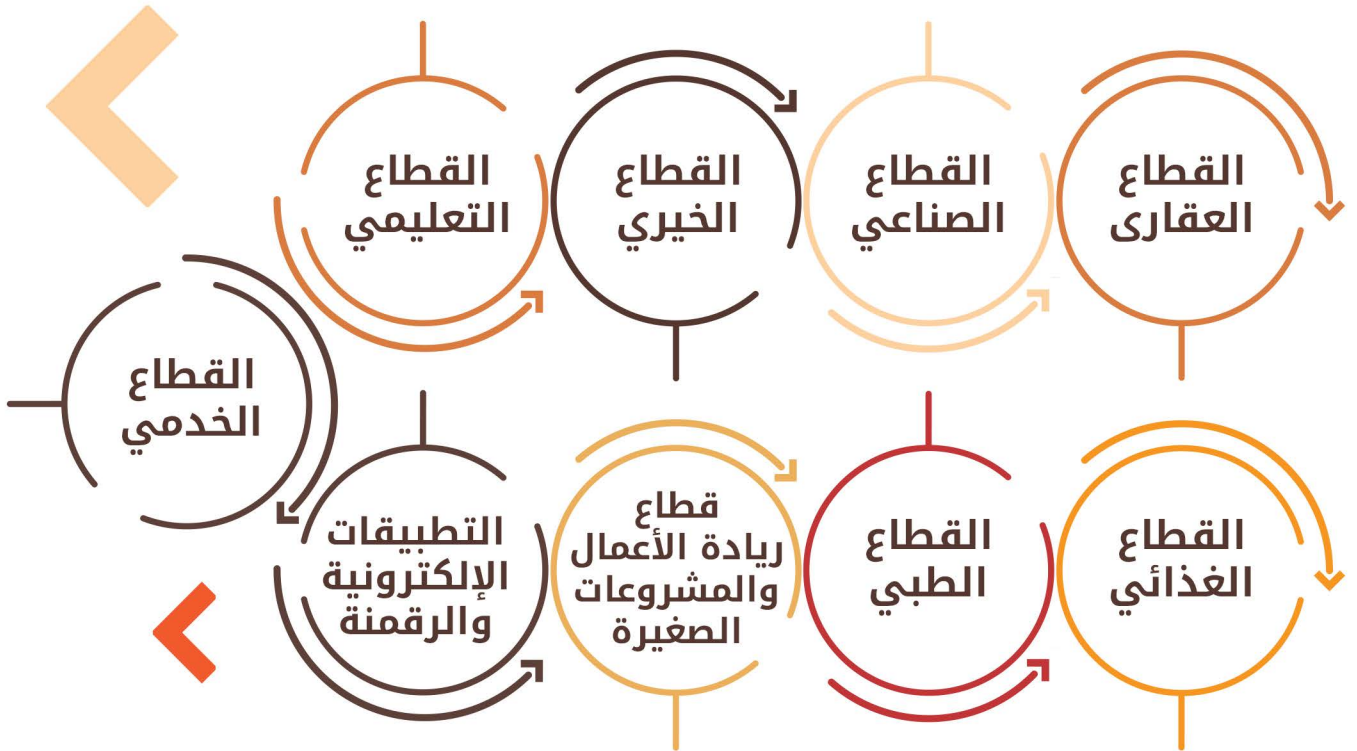 القطاع
العقارى
القطاع
الصناعي
القطاع
الخيري
القطاع
التعليمي
القطاع
الخدمي
القطاع
الغذائي
القطاع
الطبي
قطاع
ريادة الأعمال
والمشروعات
الصغيرة
التطبيقات
الإلكترونية
والرقمنة